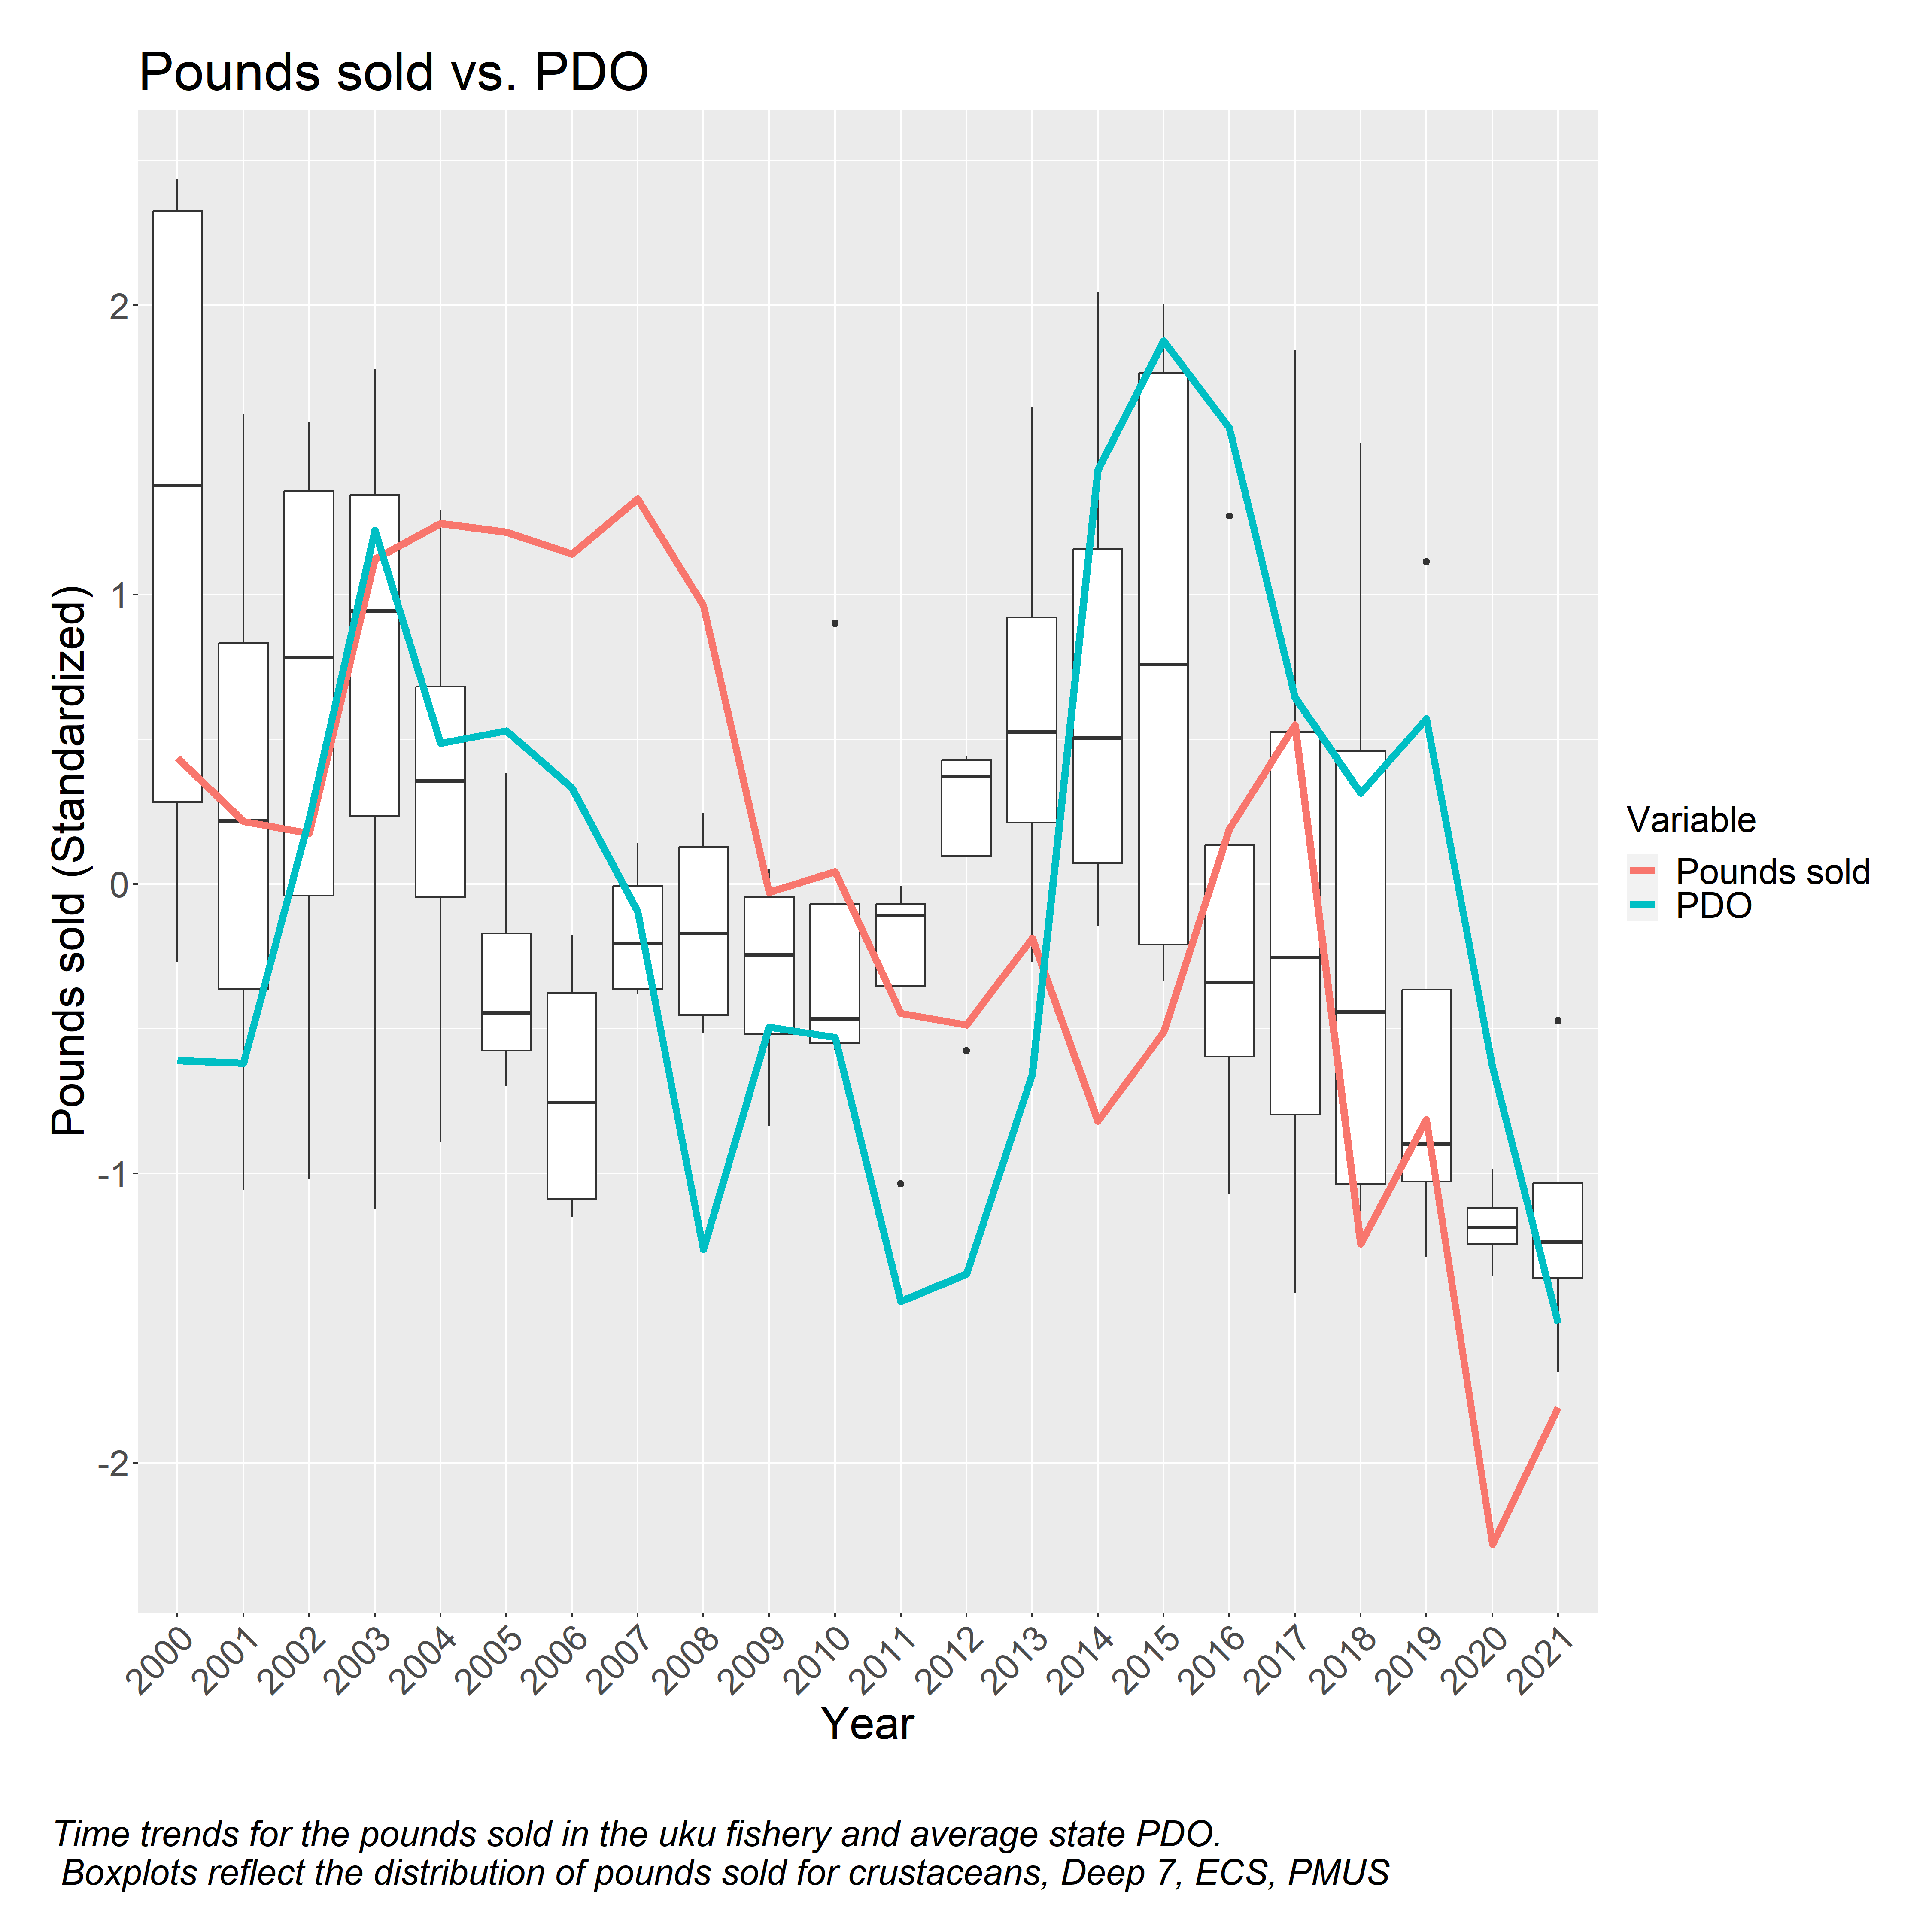 Pounds sold vs. PDO
Pounds sold (Standardized)
2
1
0
-1
-2
2000 2001 2002 2003 2004 2005 2006 2007 2008 2009 2010 2011 2012 2013 2014 2015 2016 2017 2018 2019 2020 2021
Year
Variable
Pounds sold
PDO
Time trends for the pounds sold in the uku fishery and average state PDO.
Boxplots reflect the distribution of pounds sold for crustaceans, Deep 7, ECS, PMUS